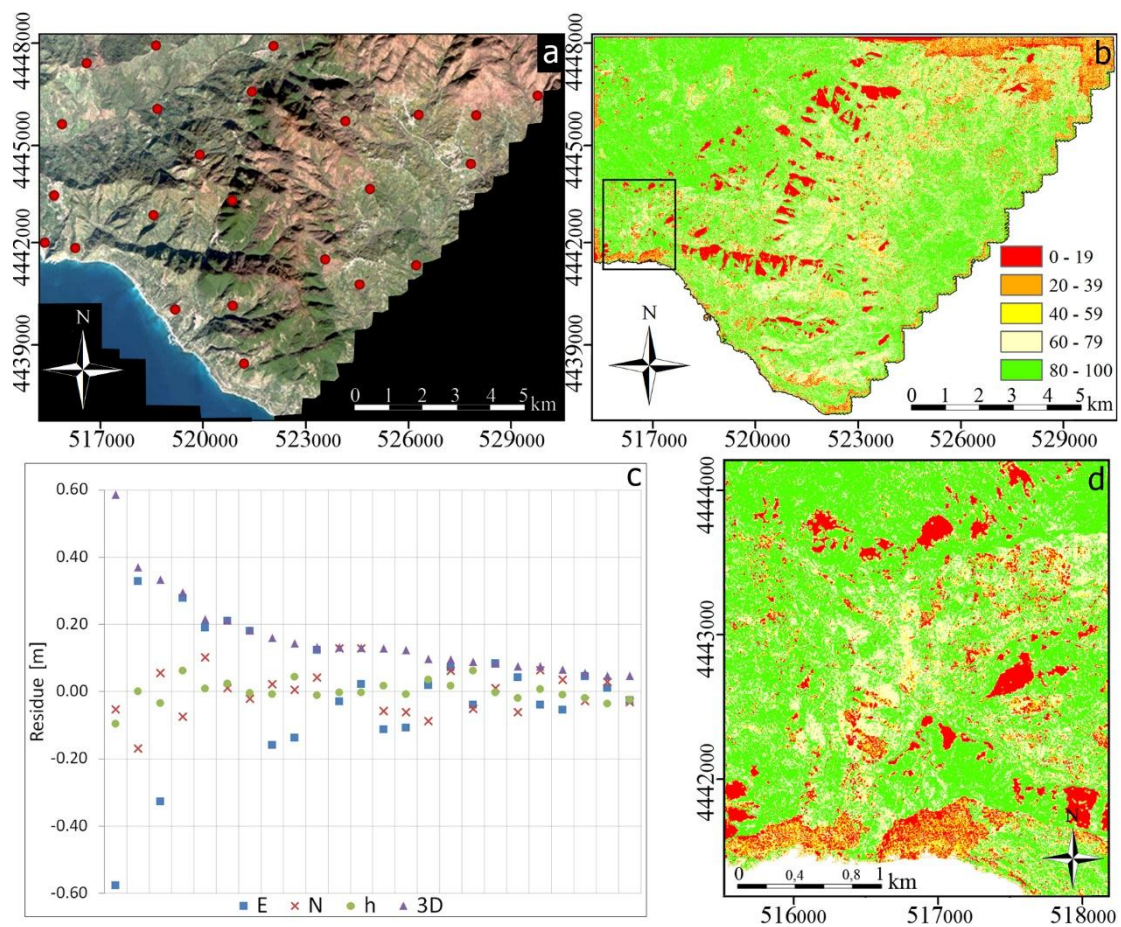 a
4448000
4445000
4442000
4439000
N
0 1 2 3 4 5
km
517000 520000 523000 526000 529000
b
4448000
4445000
4442000
4439000
0 - 19
20 - 39
40 - 59
60 - 79
80 - 100
N
0 1 2 3 4 5
km
517000 520000 523000 526000 529000
c
Residue [m]
0.60
0.40
0.20
0.00
-0.20
-0.40
-0.60
E N h 3D
d
4444000
4443000
4442000
N
0 0,4 0,8 1
km
516000 517000 518000